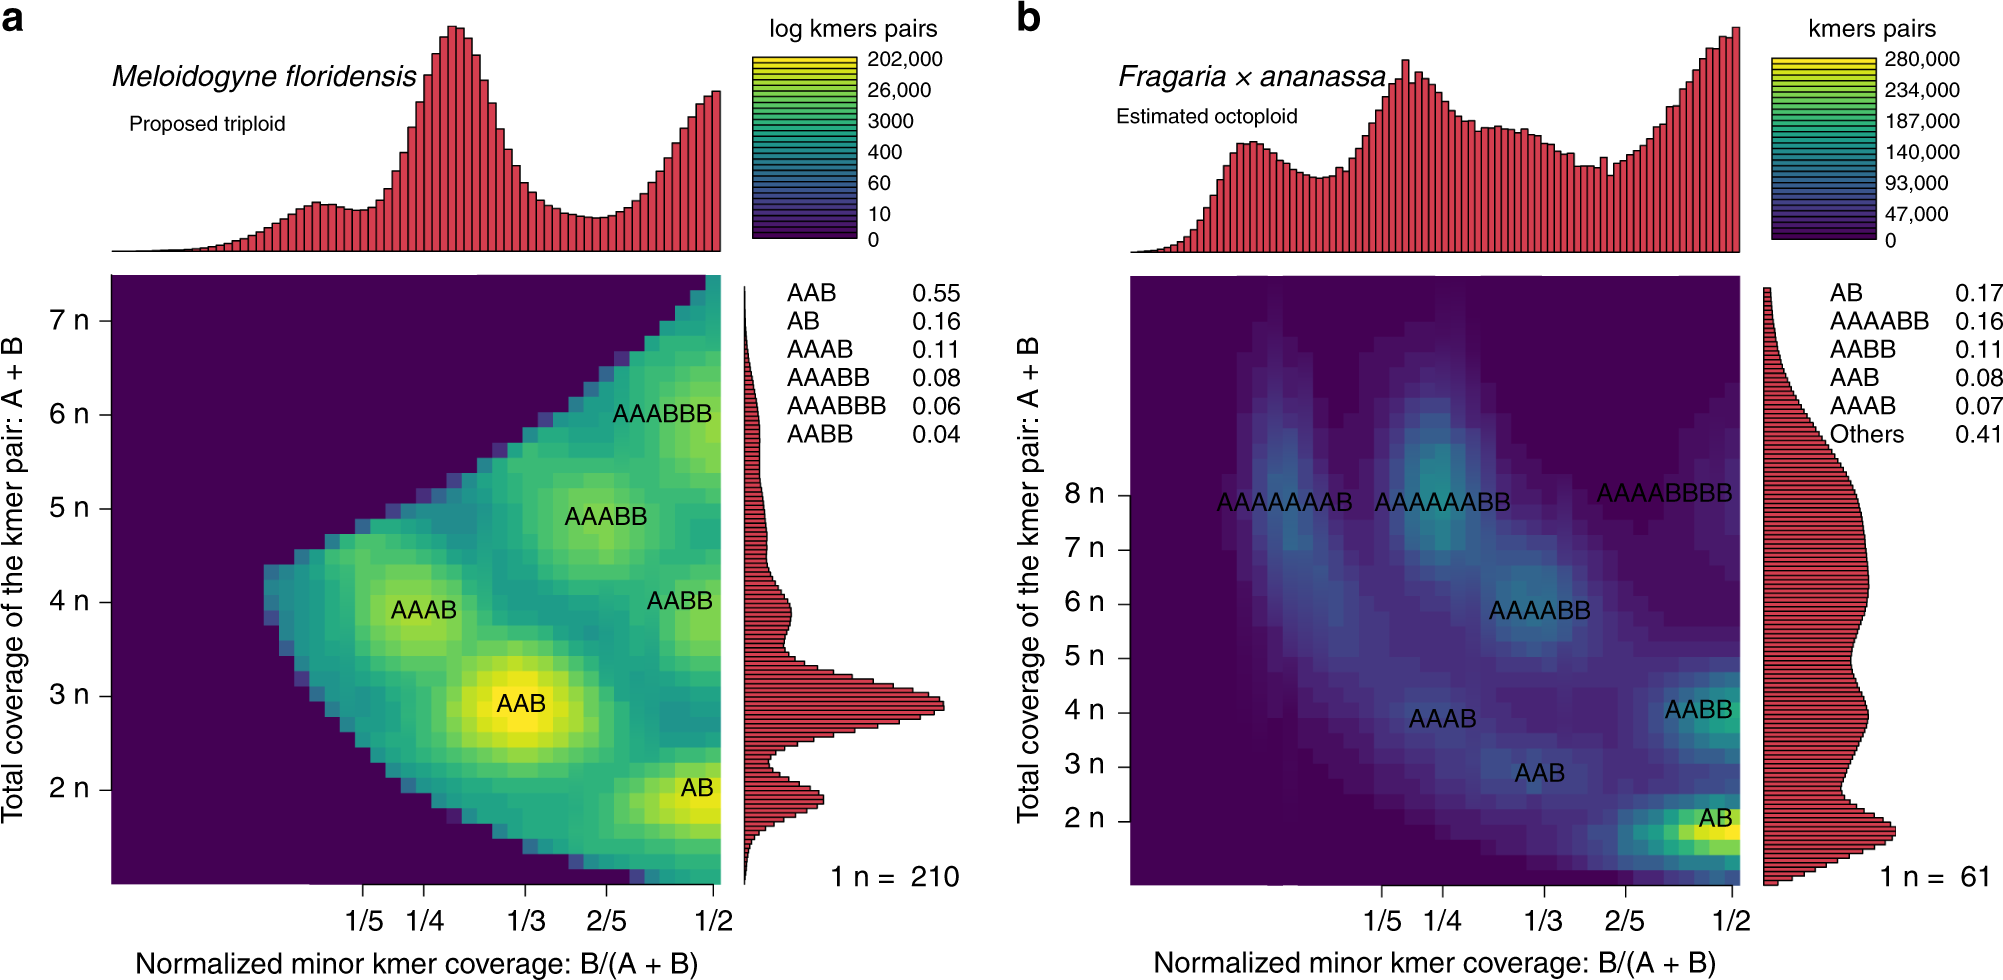 a
Meloidogyne floridensis
Proposed triploid
log kmers pairs
202,000
26,000
3000
400
60
10
0
Total coverage of the kmer pair: A + B
7 n
6 n
5 n
4 n
3 n
2 n
AAABBB
AAABB
AAAB
AABB
AAB
AB
AAB 0.55
AB 0.16
AAAB 0.11
AAABB 0.08
AAABBB 0.06
AABB 0.04
1 n = 210
1/5 1/4 1/3 2/5 1/2
Normalized minor kmer coverage: B/(A + B)
b
Fragaria × ananassa
Estimated octoploid
kmers pairs
280,000
234,000
187,000
140,000
93,000
47,000
0
Total coverage of the kmer pair: A + B
8 n
7 n
6 n
5 n
4 n
3 n
2 n
AAAAAAAB
AAAAAABB
AAAABBBB
AAAABB
AAAB
AABB
AAB
AB
AB 0.17
AAAABB 0.16
AABB 0.11
AAB 0.08
AAAB 0.07
Others 0.41
1 n = 61
1/5 1/4 1/3 2/5 1/2
Normalized minor kmer coverage: B/(A + B)